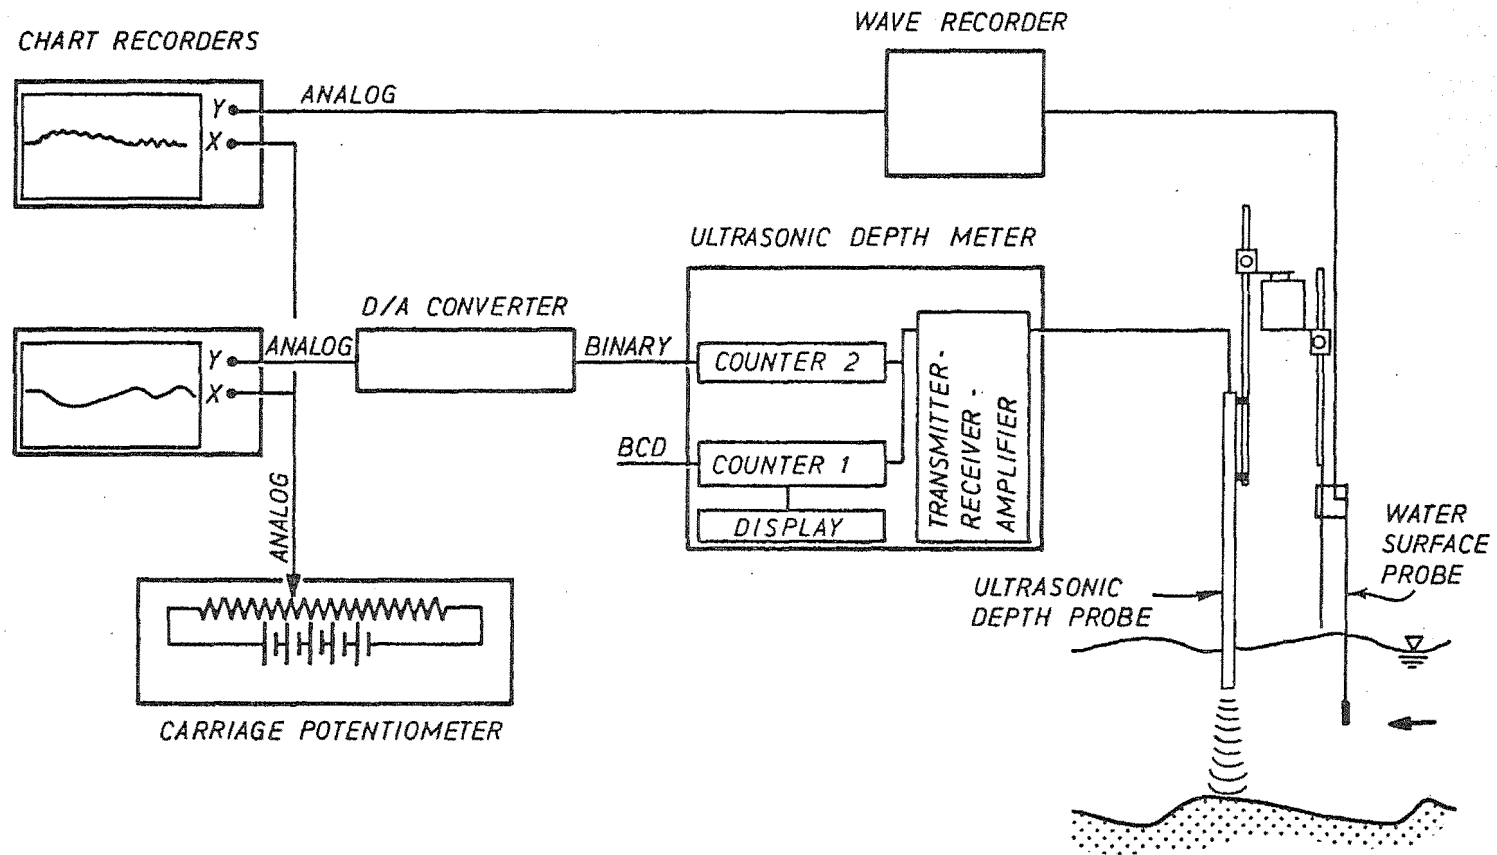 WAVE RECORDER
CHART RECORDERS
Y
ANALOG
X
ULTRASONIC DEPTH METER
D/A CONVERTER
Y
ANALOG
BINARY
COUNTER 2
X
BCD
COUNTER 1
DISPLAY
TRANSMITTER-
RECEIVER -
AMPLIFIER
ANALOG
WATER
SURFACE
PROBE
ULTRASONIC
DEPTH PROBE
CARRIAGE POTENTIOMETER